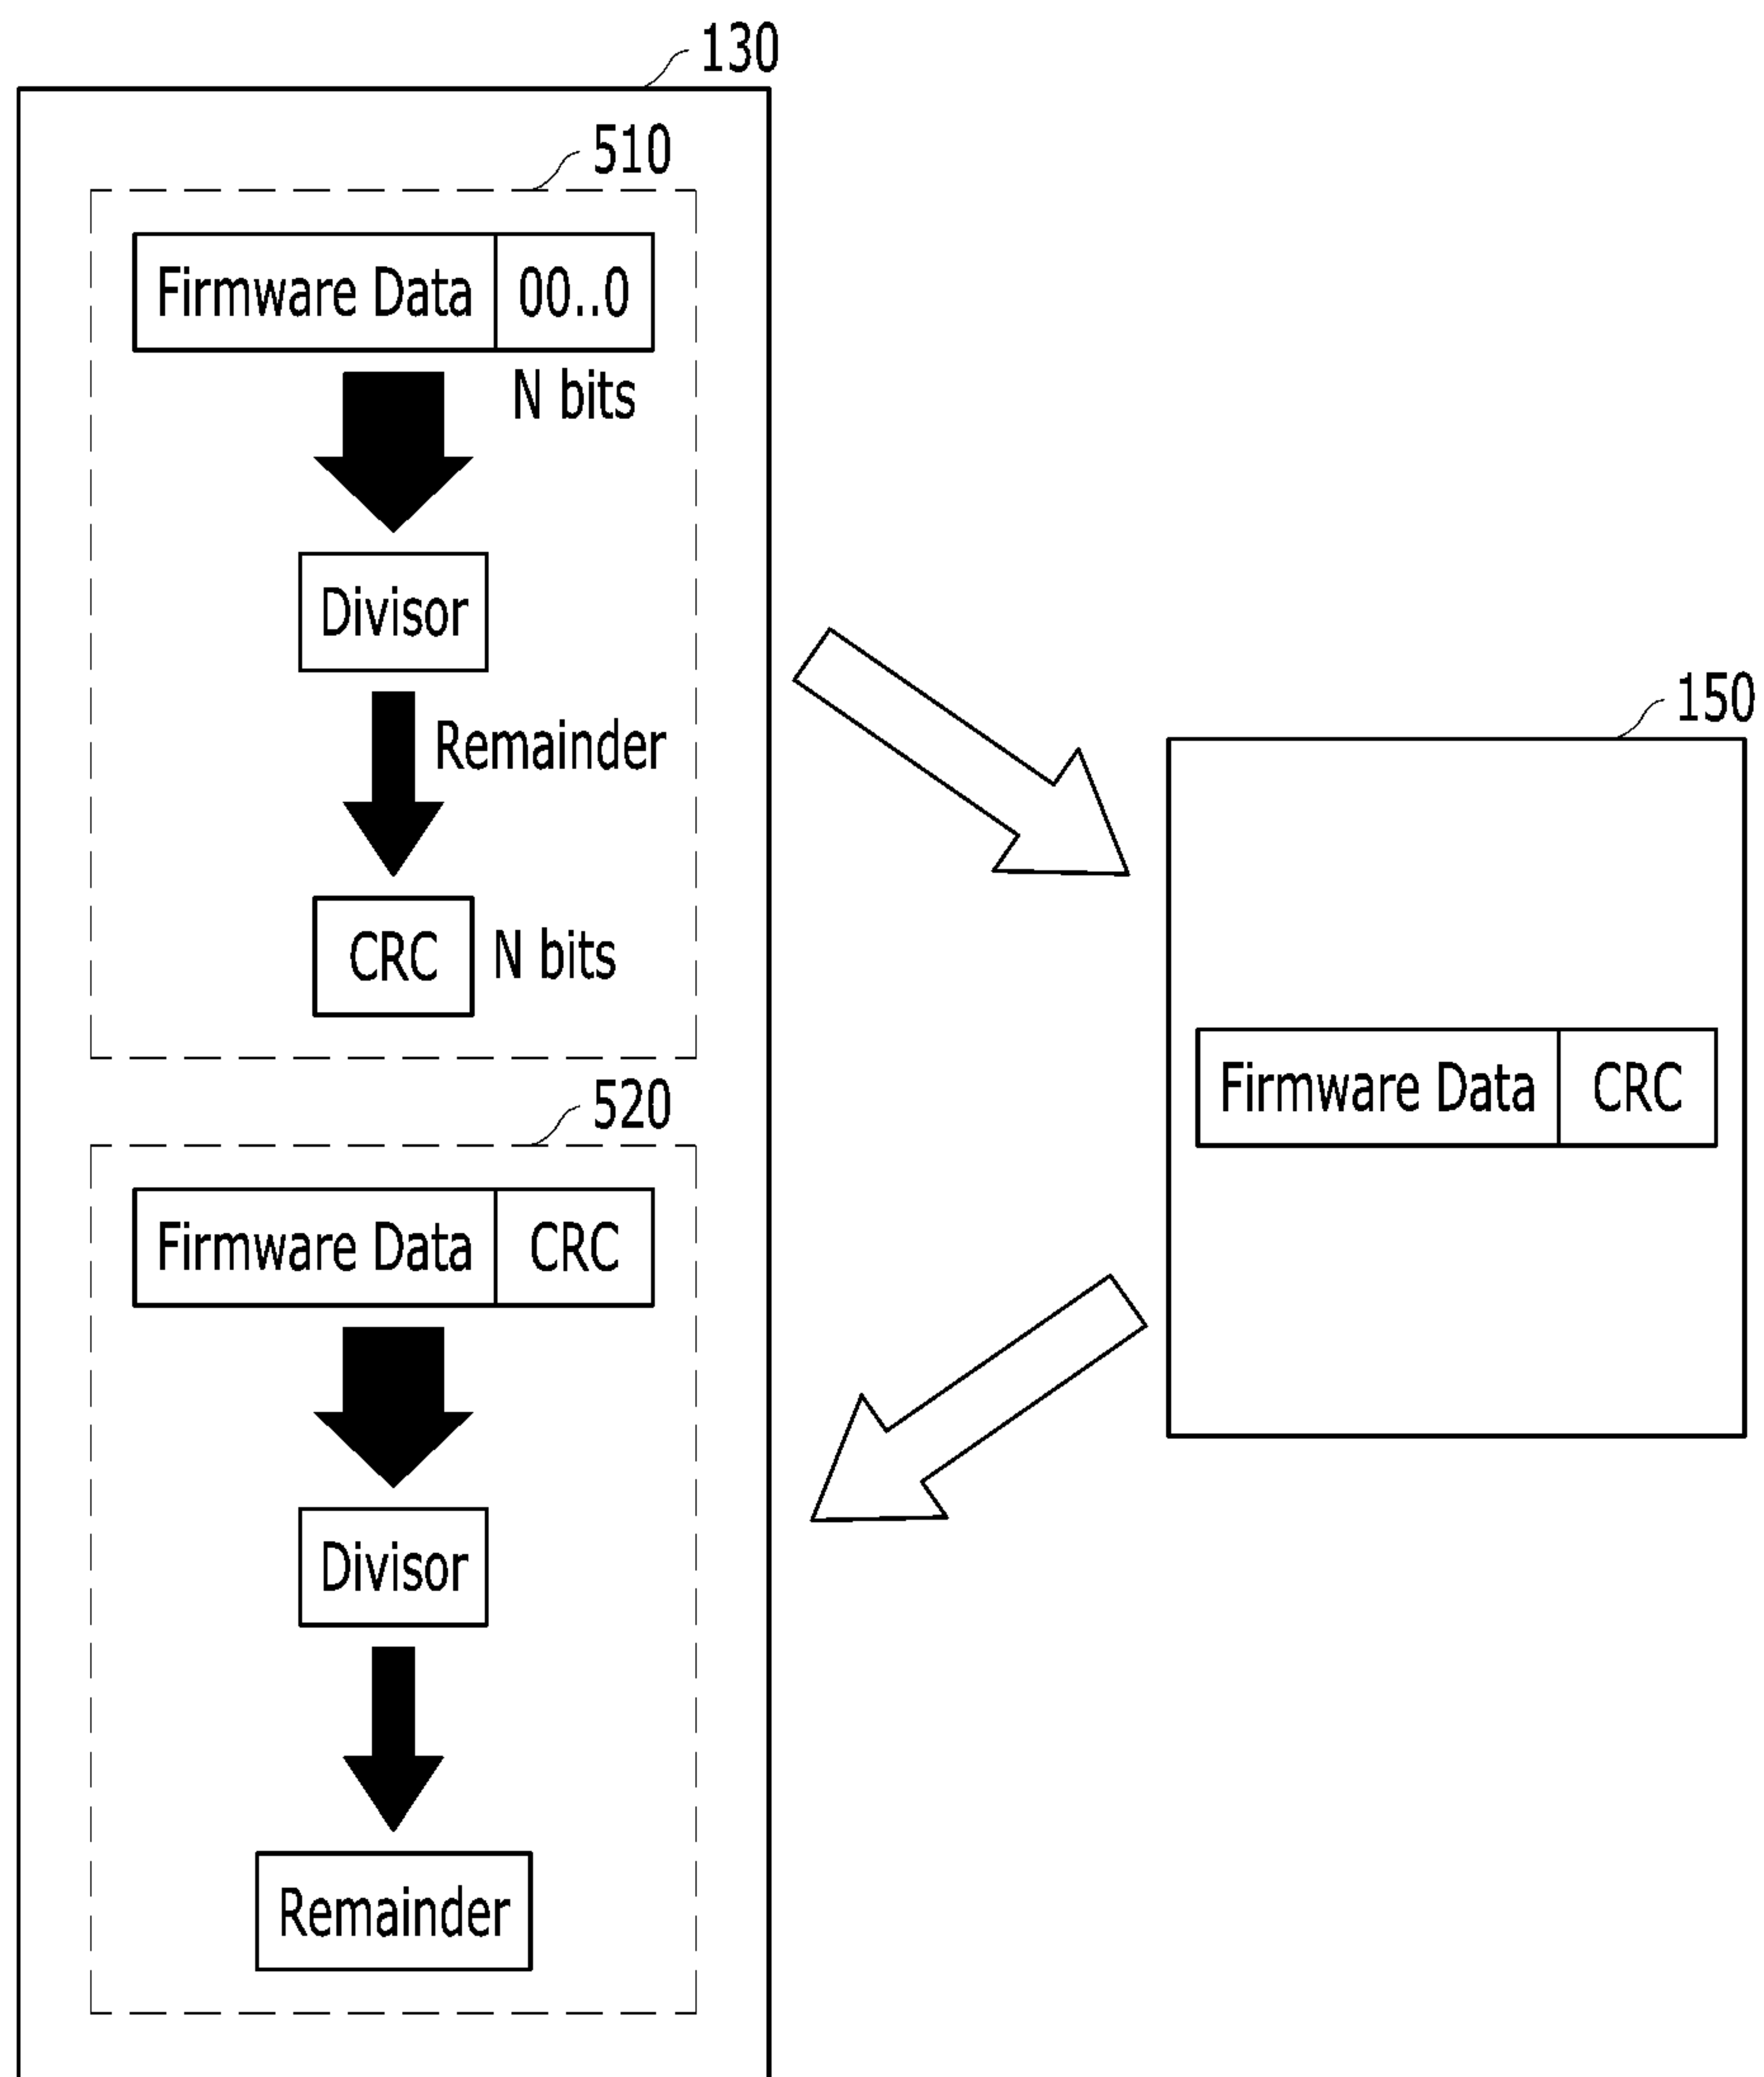 130
510
Firmware Data 00..0
N bits
Divisor
Remainder
CRC N bits
520
Firmware Data CRC
Divisor
Remainder
150
Firmware Data CRC